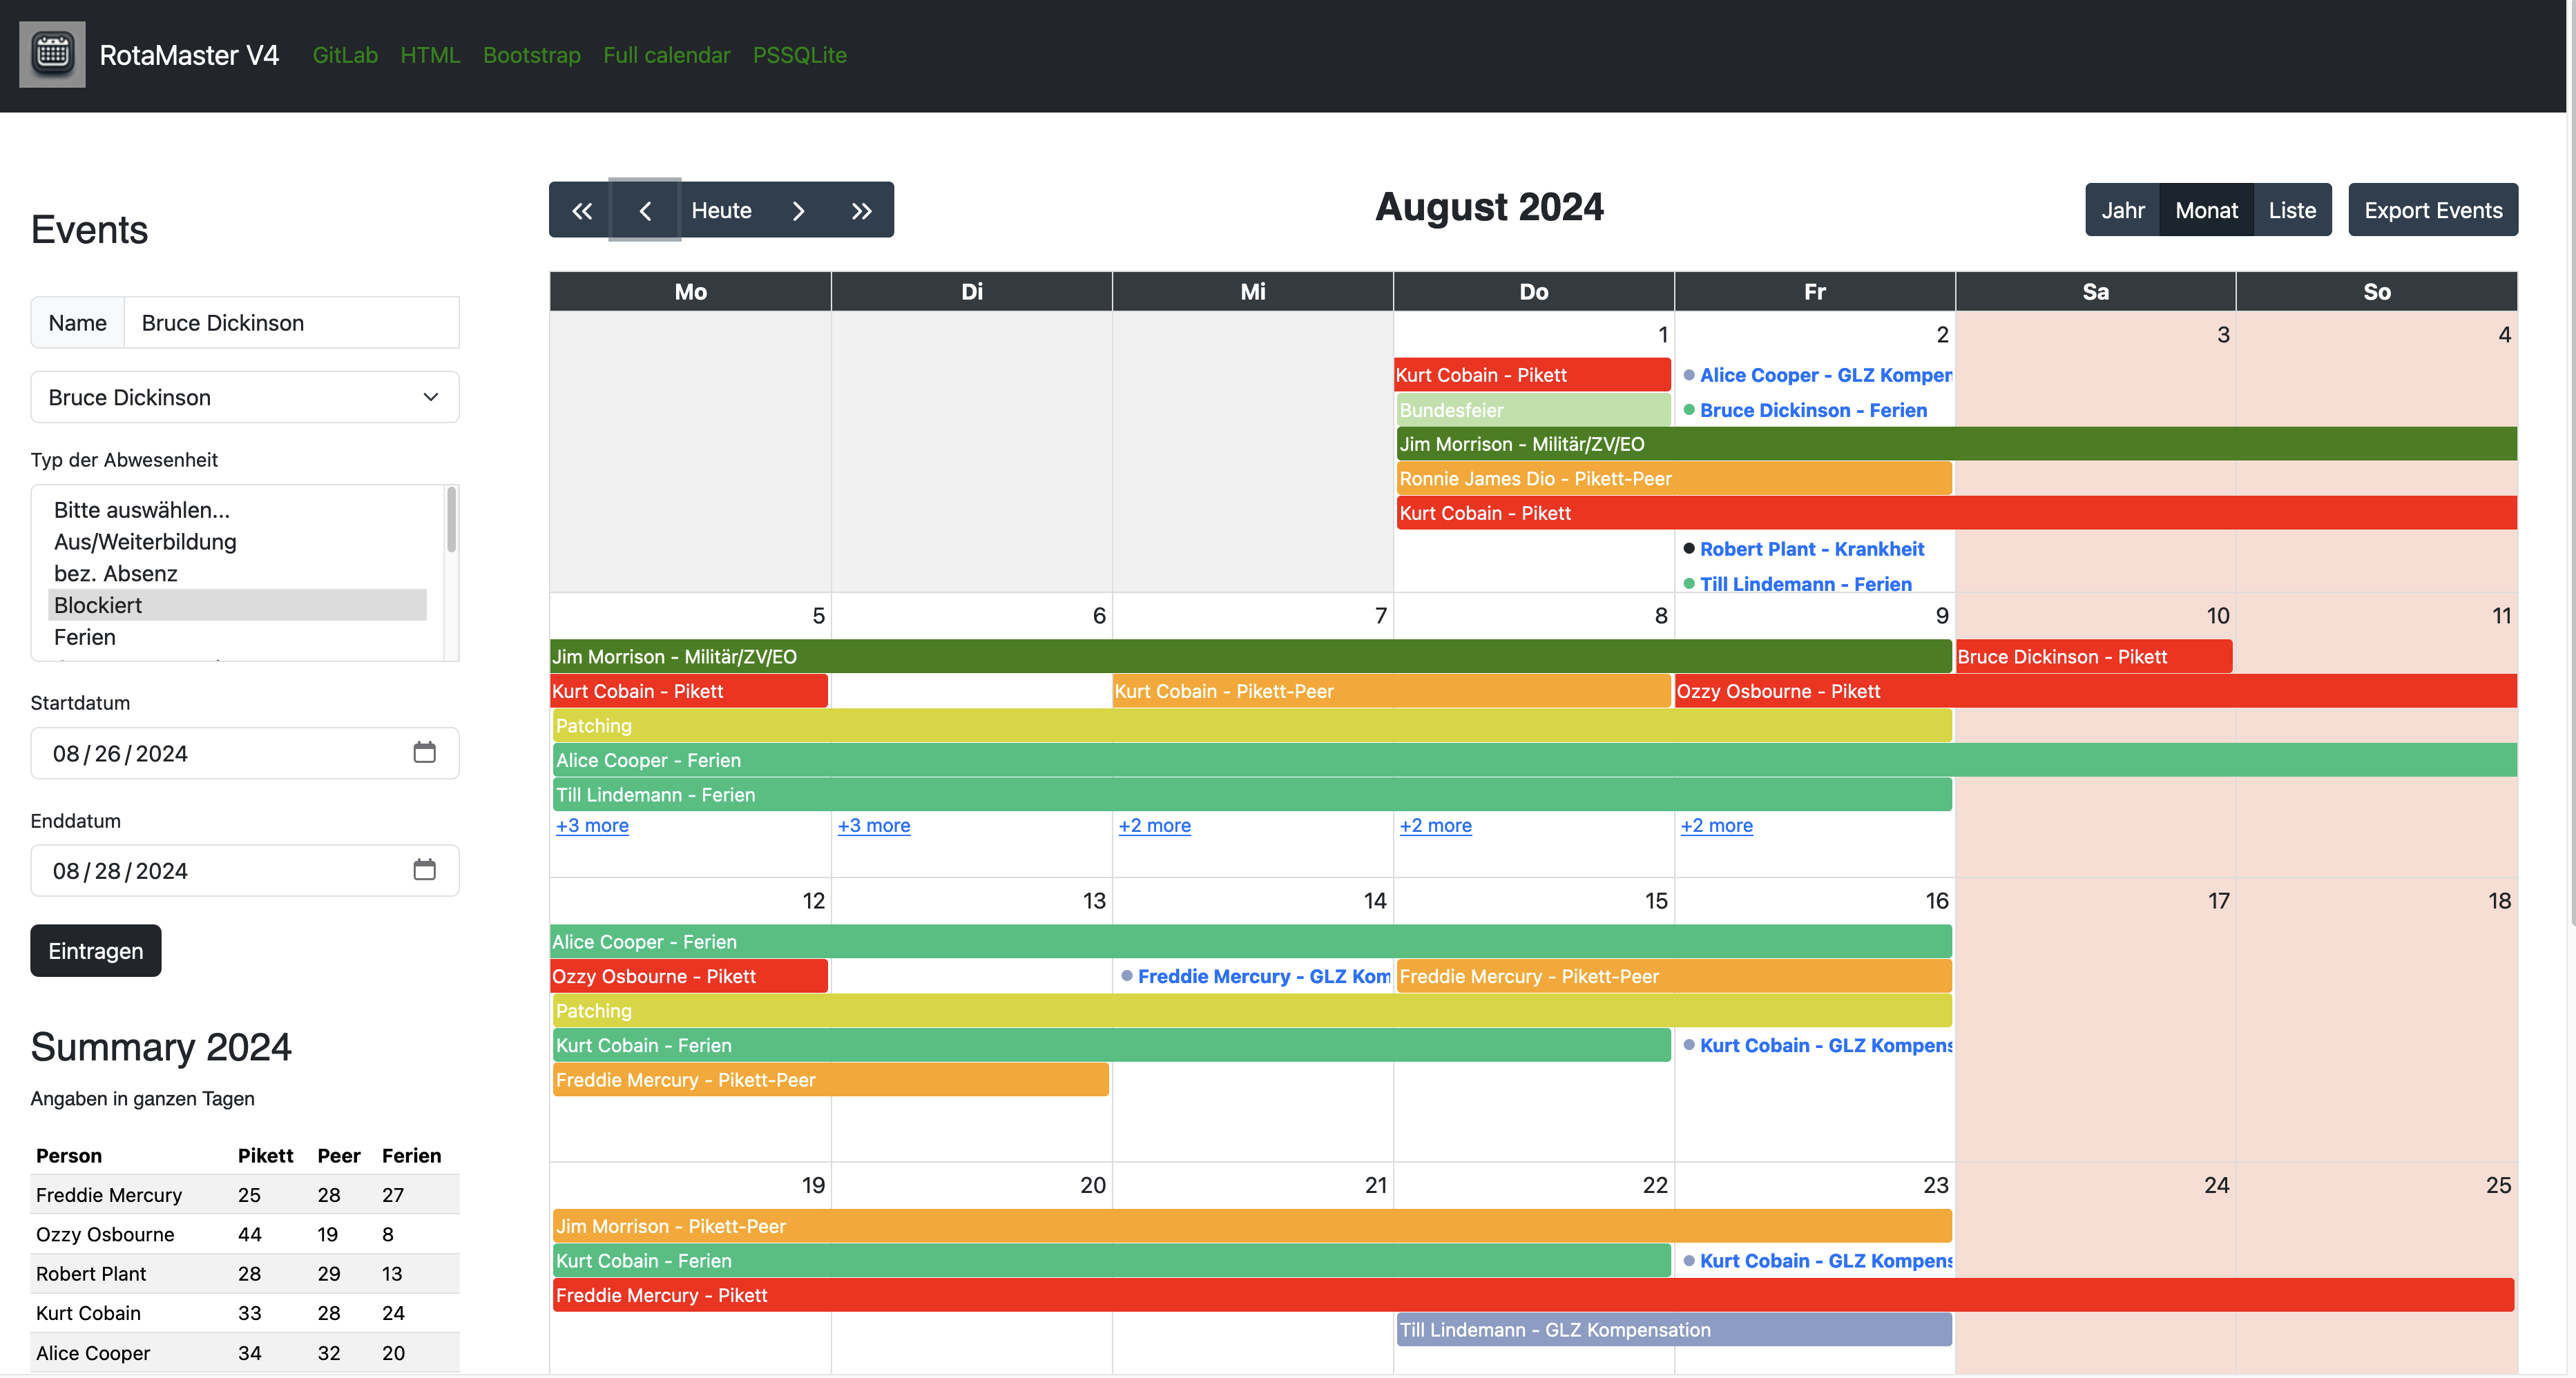 RotaMaster V4 GitLab HTML Bootstrap Full calendar PSSQLite
Events
Name Bruce Dickinson
Bruce Dickinson
Typ der Abwesenheit
Bitte auswählen...
Aus/Weiterbildung
bez. Absenz
Blockiert
Ferien
Startdatum
08/26/2024
Enddatum
08/28/2024
Eintragen
Summary 2024
Angaben in ganzen Tagen
Person Pikett Peer Ferien
Freddie Mercury 25 28 27
Ozzy Osbourne 44 19 8
Robert Plant 28 29 13
Kurt Cobain 33 28 24
Alice Cooper 34 32 20
Heute
August 2024
Jahr Monat Liste Export Events
Mo Di Mi Do Fr Sa So
1 2 3 4
Kurt Cobain - Pikett Alice Cooper - GLZ Kompen
Bundesfeier Bruce Dickinson - Ferien
Jim Morrison - Militär/ZV/EO
Ronnie James Dio - Pikett-Peer
Kurt Cobain - Pikett
Robert Plant - Krankheit
Till Lindemann - Ferien
5 6 7 8 9 10 11
Jim Morrison - Militär/ZV/EO Bruce Dickinson - Pikett
Kurt Cobain - Pikett Kurt Cobain - Pikett-Peer Ozzy Osbourne - Pikett
Patching
Alice Cooper - Ferien
Till Lindemann - Ferien
+3 more +3 more +2 more +2 more +2 more
12 13 14 15 16 17 18
Alice Cooper - Ferien
Ozzy Osbourne - Pikett Freddie Mercury - GLZ Kom Freddie Mercury - Pikett-Peer
Patching
Kurt Cobain - Ferien Kurt Cobain - GLZ Kompens
Freddie Mercury - Pikett-Peer
19 20 21 22 23 24 25
Jim Morrison - Pikett-Peer
Kurt Cobain - Ferien Kurt Cobain - GLZ Kompens
Freddie Mercury - Pikett
Till Lindemann - GLZ Kompensation